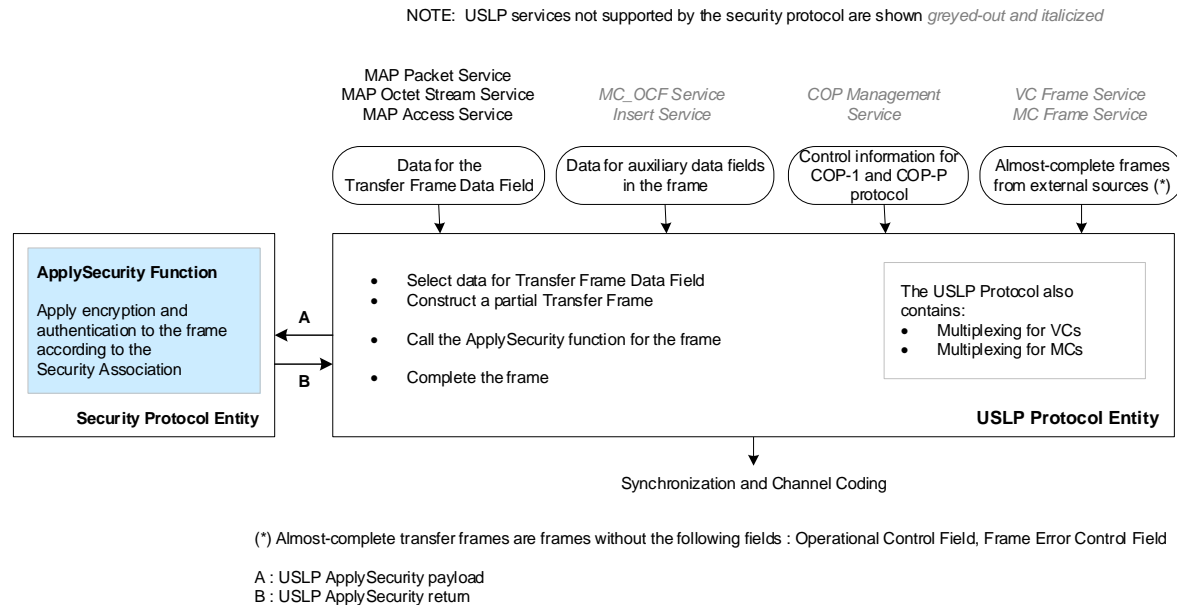 NOTE: USLP services not supported by the security protocol are shown greyed-out and italicized
MAP Packet Service
MAP Octet Stream Service
MAP Access Service
MC_OCF Service
Insert Service
COP Management
Service
VC Frame Service
MC Frame Service
Data for the
Transfer Frame Data Field
Data for auxiliary data fields
in the frame
Control information for
COP-1 and COP-P
protocol
Almost-complete frames
from external sources (*)
ApplySecurity Function
Apply encryption and
authentication to the frame
according to the
Security Association
Security Protocol Entity
A
B
• Select data for Transfer Frame Data Field
• Construct a partial Transfer Frame
• Call the ApplySecurity function for the frame
• Complete the frame
The USLP Protocol also
contains:
• Multiplexing for VCs
• Multiplexing for MCs
USLP Protocol Entity
Synchronization and Channel Coding
(*) Almost-complete transfer frames are frames without the following fields : Operational Control Field, Frame Error Control Field
A : USLP ApplySecurity payload
B : USLP ApplySecurity return